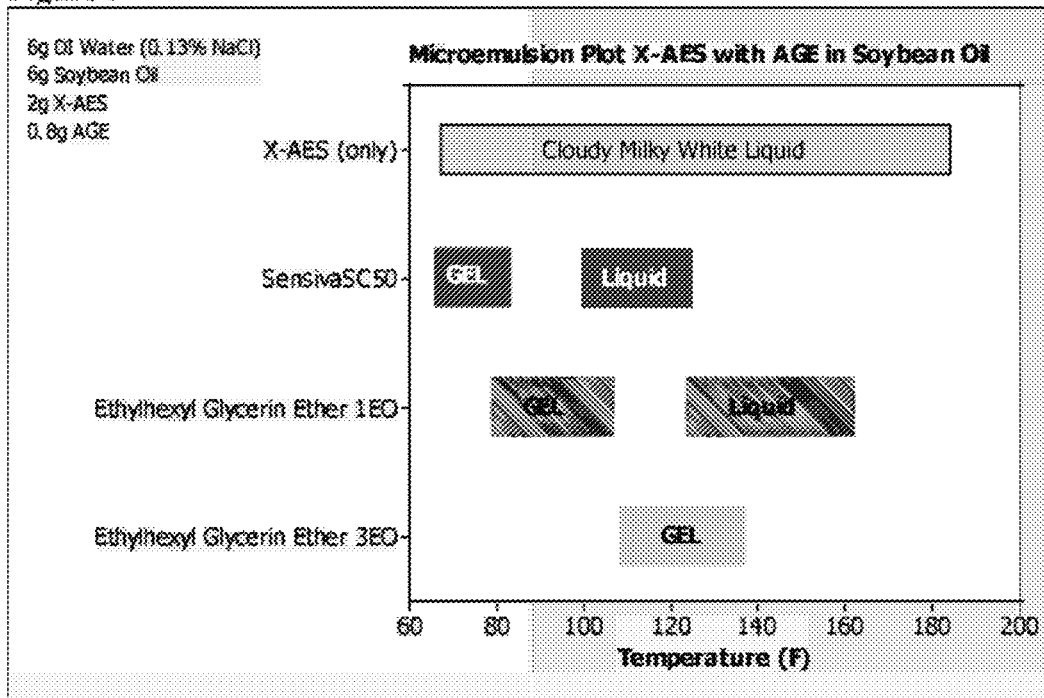 6g DI Water (0.13% NaCl)
6g Soybean Oil
2g X-AES
0.8g AGE
Microemulsion Plot X-AES with AGE in Soybean Oil
X-AES (only)
Cloudy Milky White Liquid
SensivaSC50
GEL
Liquid
Ethylhexyl Glycerin Ether 1EO
GEL
Liquid
Ethylhexyl Glycerin Ether 3EO
GEL
60 80 100 120 140 160 180 200
Temperature (F)